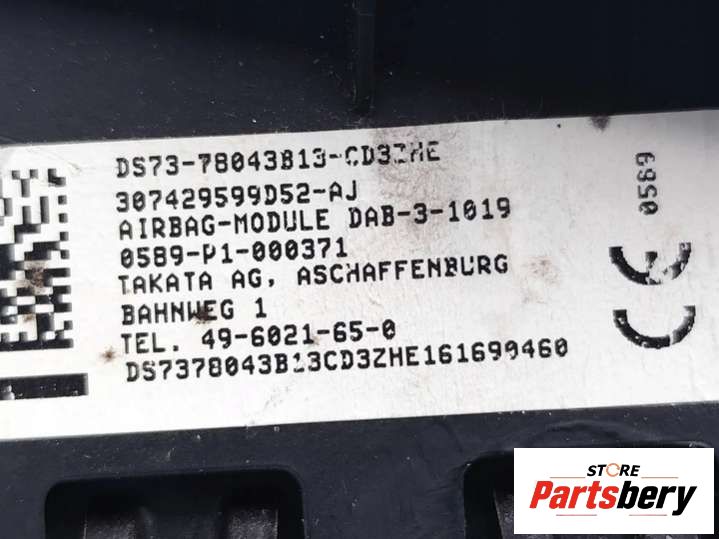 DS73-78043B13-CD3ZHE
307429599D52-AJ
AIRBAG-MODULE DAB-3-1019
0589-P1-000371
TAKATA AG, ASCHAFFENBURG
BAHNWEG 1
TEL. 49-6021-65-0
DS7378043B13CD3ZHE161699460
0569
CE
STORE
Partsbery